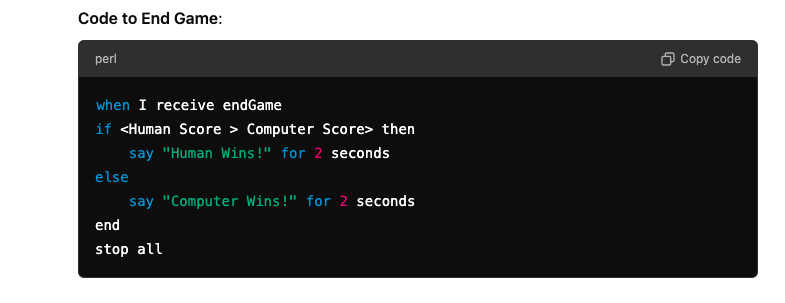 Code to End Game:
perl
Copy code
when I receive endGame
if <Human Score > Computer Score> then
    say "Human Wins!" for 2 seconds
else
    say "Computer Wins!" for 2 seconds
end
stop all